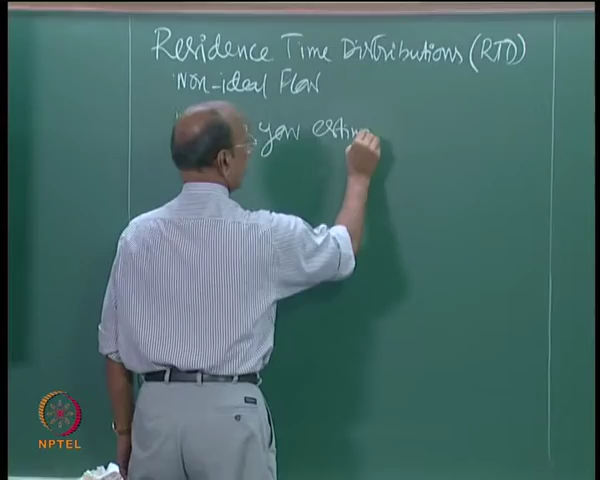 Residence Time Distributions (RTD)
Non-ideal Flow
you estim
NPTEL